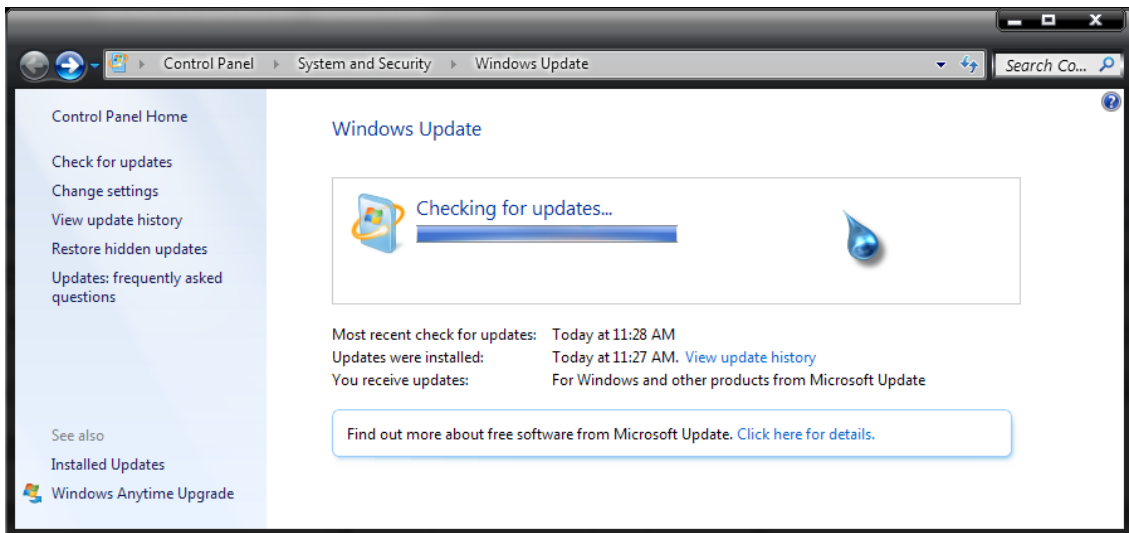 Control Panel System and Security Windows Update
Search Co...
Control Panel Home
Check for updates
Change settings
View update history
Restore hidden updates
Updates: frequently asked
questions
See also
Installed Updates
Windows Anytime Upgrade
Windows Update
Checking for updates...
Most recent check for updates: Today at 11:28 AM
Updates were installed: Today at 11:27 AM. View update history
You receive updates: For Windows and other products from Microsoft Update
Find out more about free software from Microsoft Update. Click here for details.